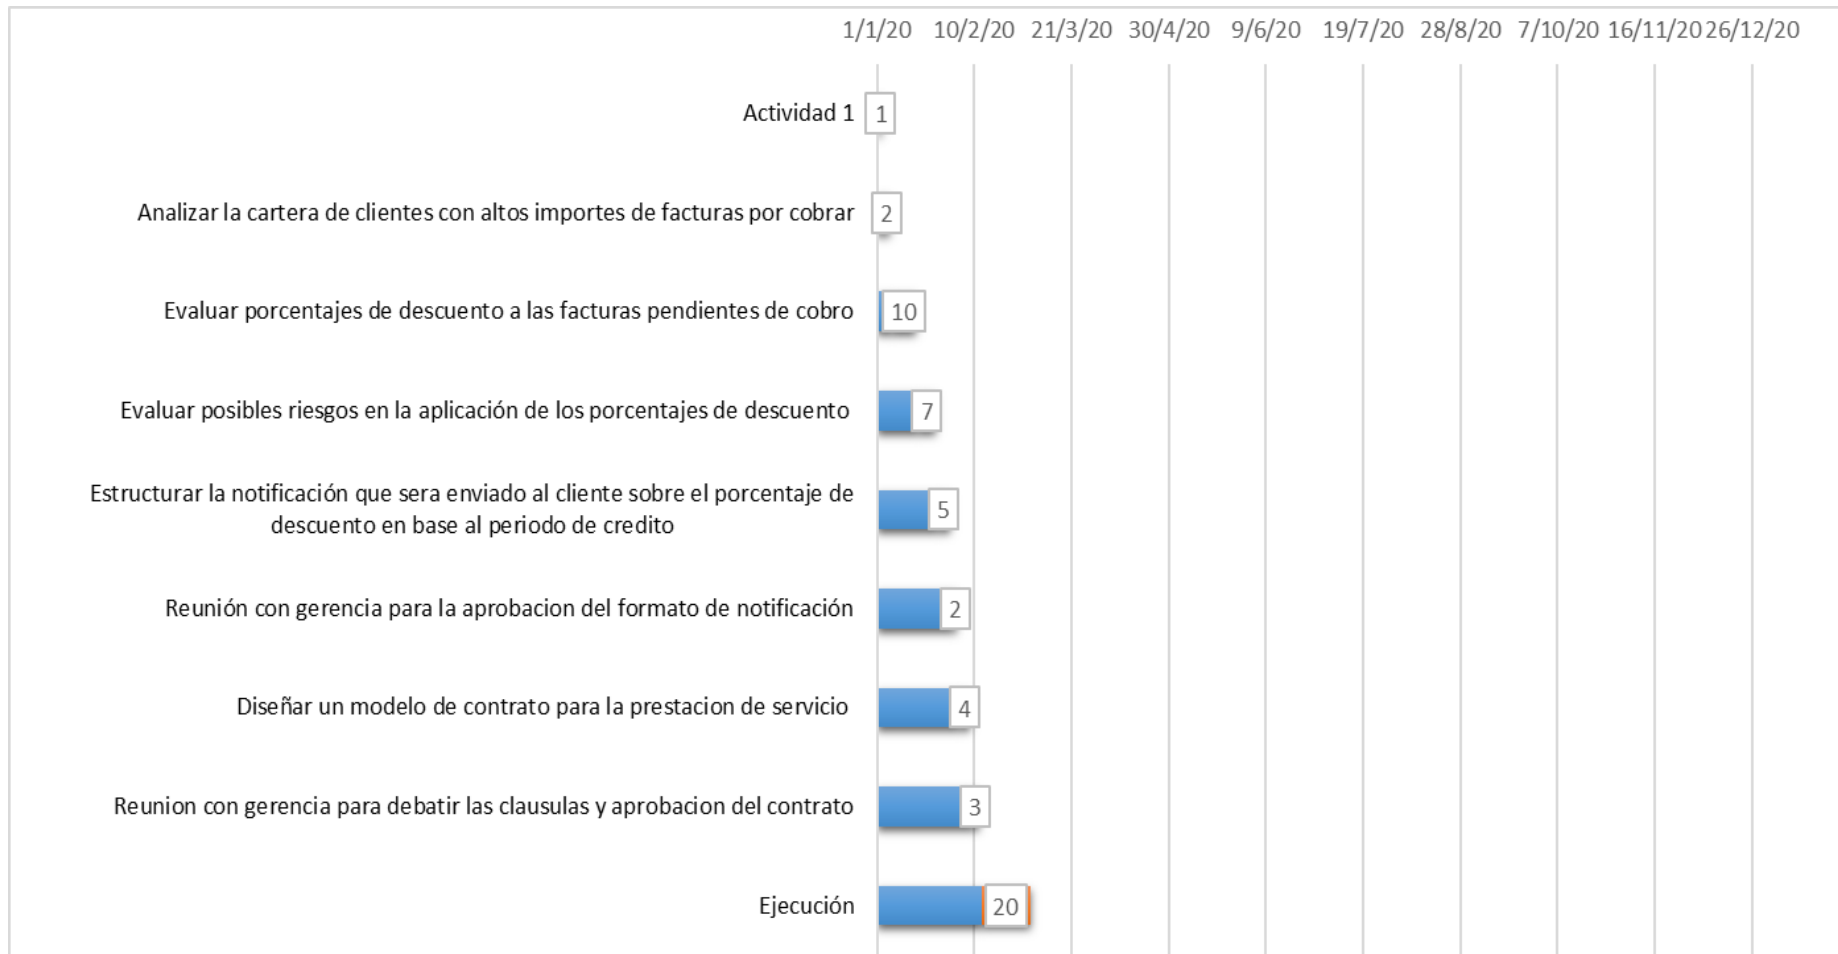 1/1/20 10/2/20 21/3/20 30/4/20 9/6/20 19/7/20 28/8/20 7/10/20 16/11/20 26/12/20
Actividad 1 1
Analizar la cartera de clientes con altos importes de facturas por cobrar 2
Evaluar porcentajes de descuento a las facturas pendientes de cobro 10
Evaluar posibles riesgos en la aplicación de los porcentajes de descuento 7
Estructurar la notificación que sera enviado al cliente sobre el porcentaje de
descuento en base al periodo de credito 5
Reunión con gerencia para la aprobacion del formato de notificación 2
Diseñar un modelo de contrato para la prestacion de servicio 4
Reunion con gerencia para debatir las clausulas y aprobacion del contrato 3
Ejecución 20